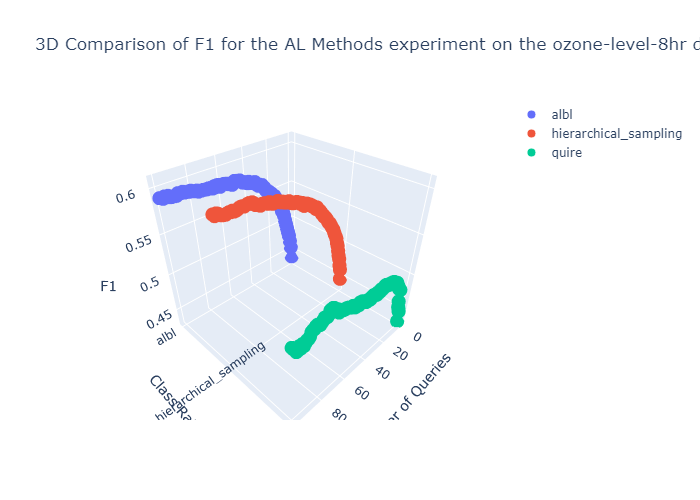 3D Comparison of F1 for the AL Methods experiment on the ozone-level-8hr
albl
hierarchical_sampling
quire
0.6
0.55
0.5
0.45
F1
albl
hierarchical_sampling
0
20
40
60
80
of Queries